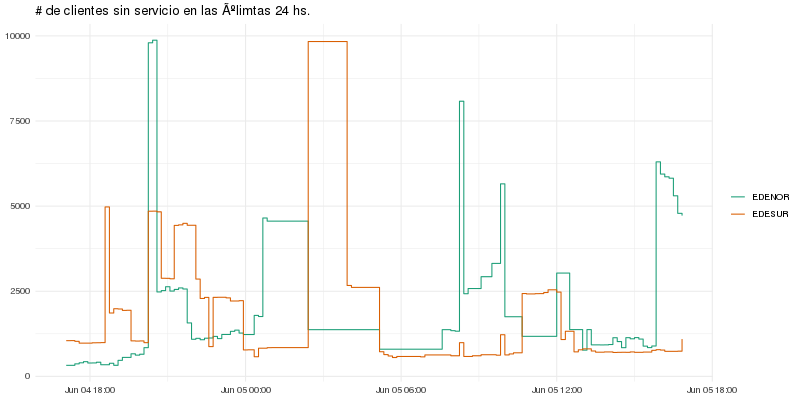 # de clientes sin servicio en las Ãºlimtas 24 hs.
10000
7500
5000
2500
0
Jun 04 18:00
Jun 05 00:00
Jun 05 06:00
Jun 05 12:00
Jun 05 18:00
EDENOR
EDESUR